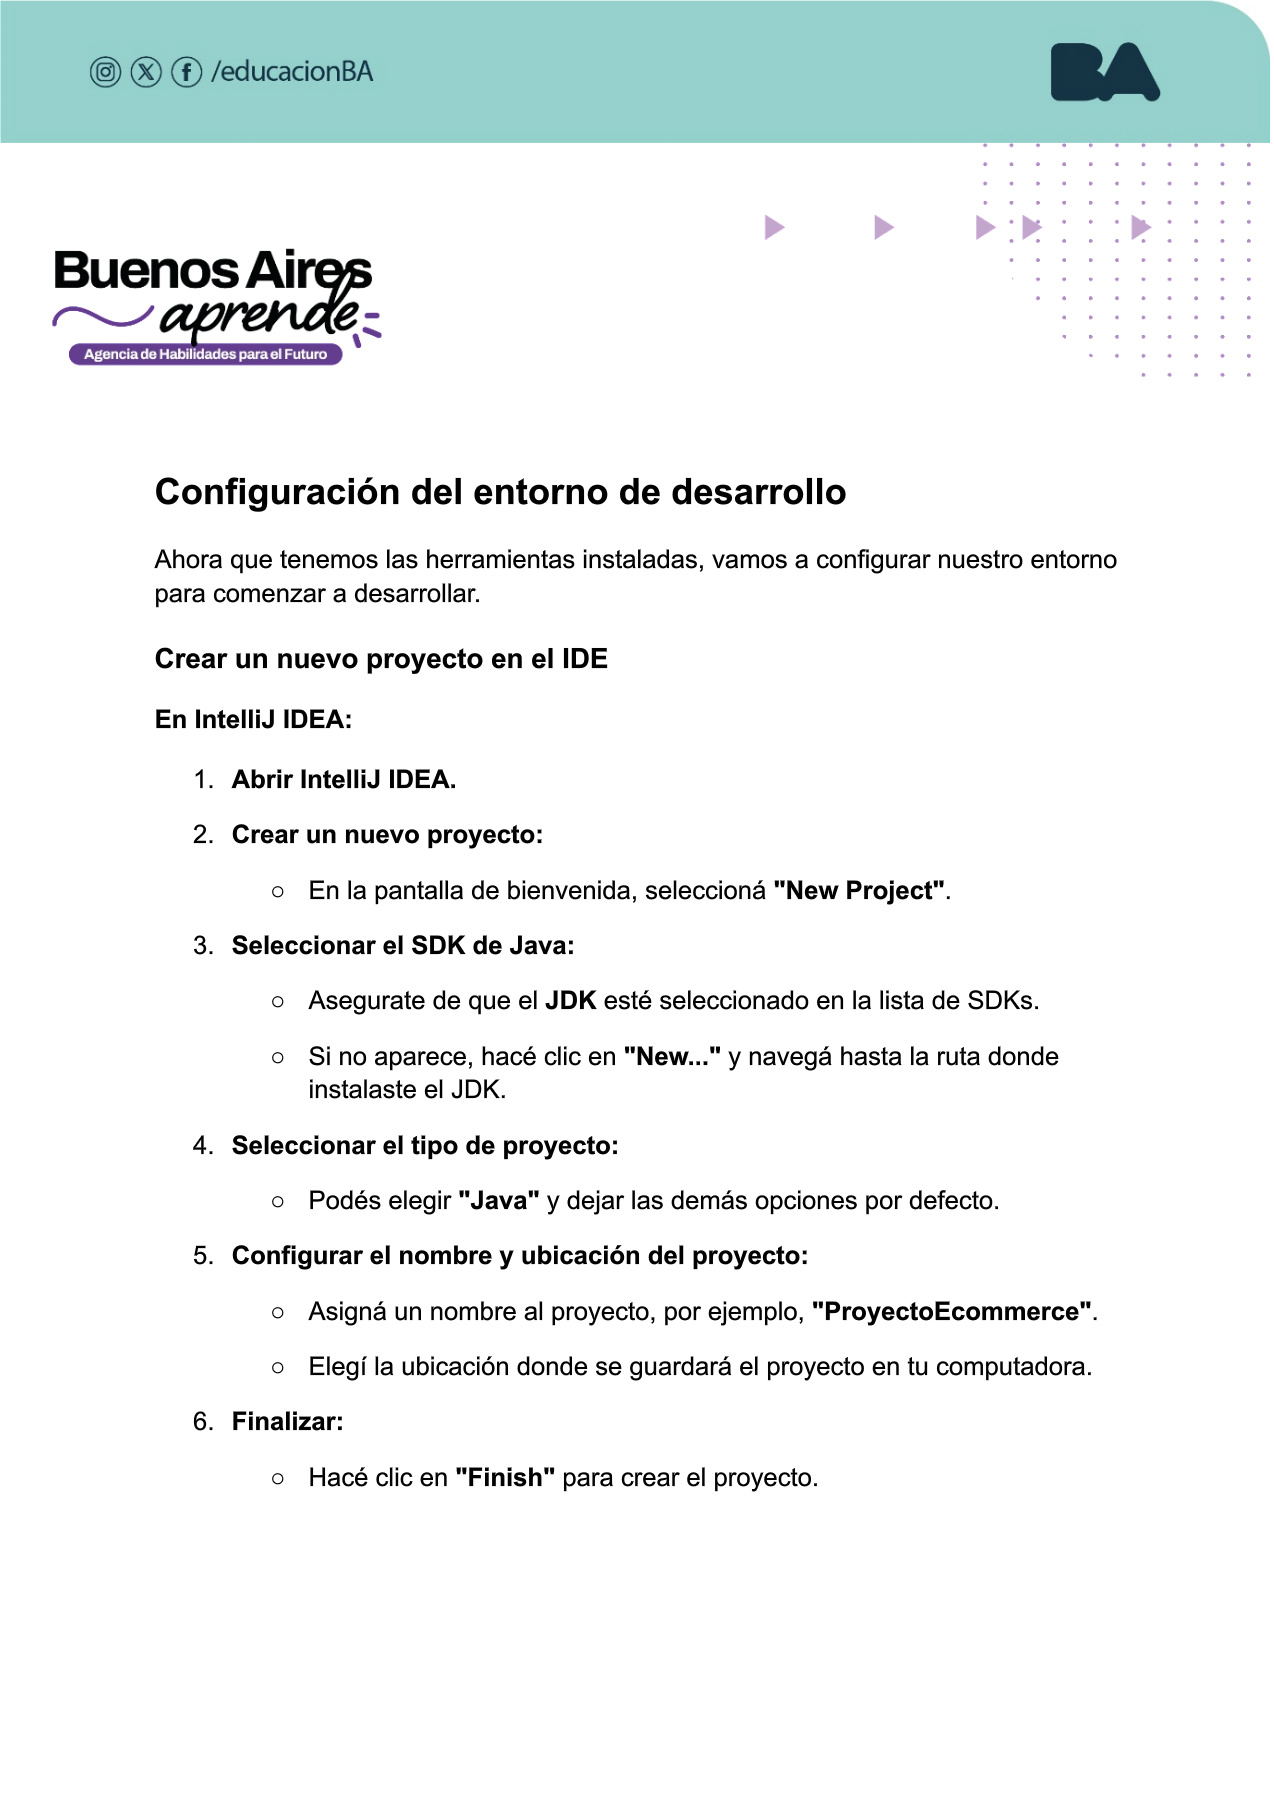 /educacionBA
BA
Buenos Aires
aprende
Agencia de Habilidades para el Futuro
Configuración del entorno de desarrollo
Ahora que tenemos las herramientas instaladas, vamos a configurar nuestro entorno
para comenzar a desarrollar.
Crear un nuevo proyecto en el IDE
En IntelliJ IDEA:
1. Abrir IntelliJ IDEA.
2. Crear un nuevo proyecto:
○ En la pantalla de bienvenida, seleccioná "New Project".
3. Seleccionar el SDK de Java:
○ Asegurate de que el JDK esté seleccionado en la lista de SDKs.
○ Si no aparece, hacé clic en "New..." y navegá hasta la ruta donde
instalaste el JDK.
4. Seleccionar el tipo de proyecto:
○ Podés elegir "Java" y dejar las demás opciones por defecto.
5. Configurar el nombre y ubicación del proyecto:
○ Asigná un nombre al proyecto, por ejemplo, "ProyectoEcommerce".
○ Elegí la ubicación donde se guardará el proyecto en tu computadora.
6. Finalizar:
○ Hacé clic en "Finish" para crear el proyecto.